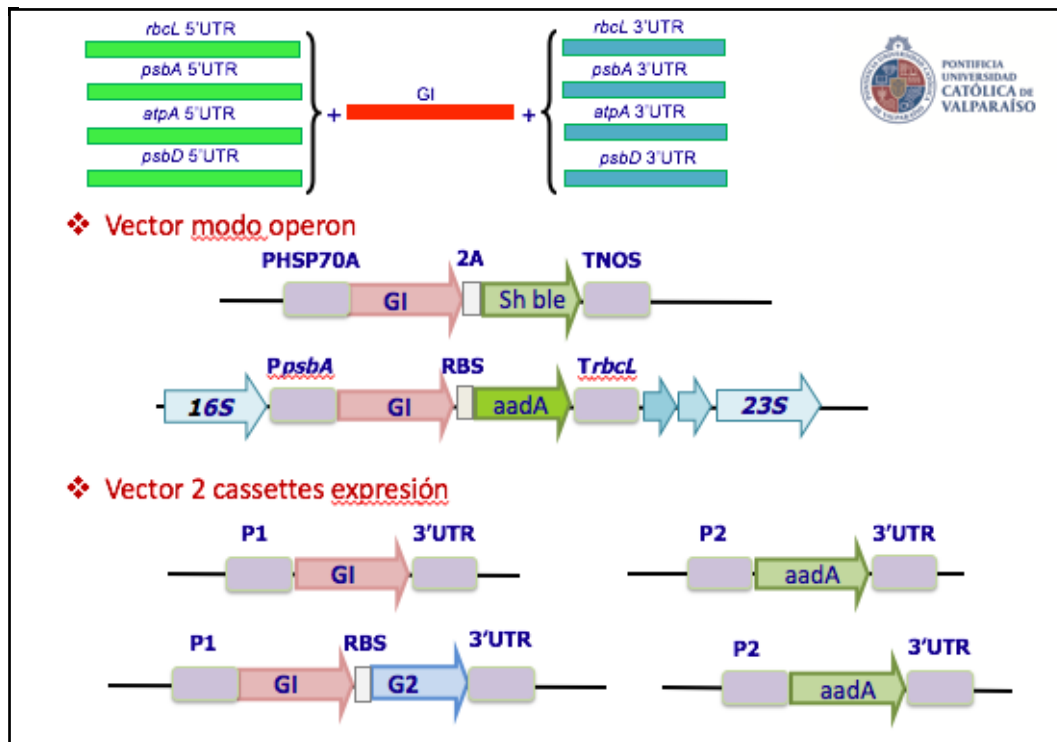 rbcL 5'UTR
psbA 5'UTR
atpA 5'UTR
psbD 5'UTR
+
GI
+
rbcL 3'UTR
psbA 3'UTR
atpA 3'UTR
psbD 3'UTR
PONTIFICIA
UNIVERSIDAD
CATÓLICA DE
VALPARAÍSO
❖ Vector modo operon
PHSP70A 2A TNOS
GI Sh ble
PpsbA RBS TrbcL
16S GI aadA 23S
❖ Vector 2 cassettes expresión
P1 3'UTR P2 3'UTR
GI aadA
P1 RBS 3'UTR P2 3'UTR
GI G2 aadA